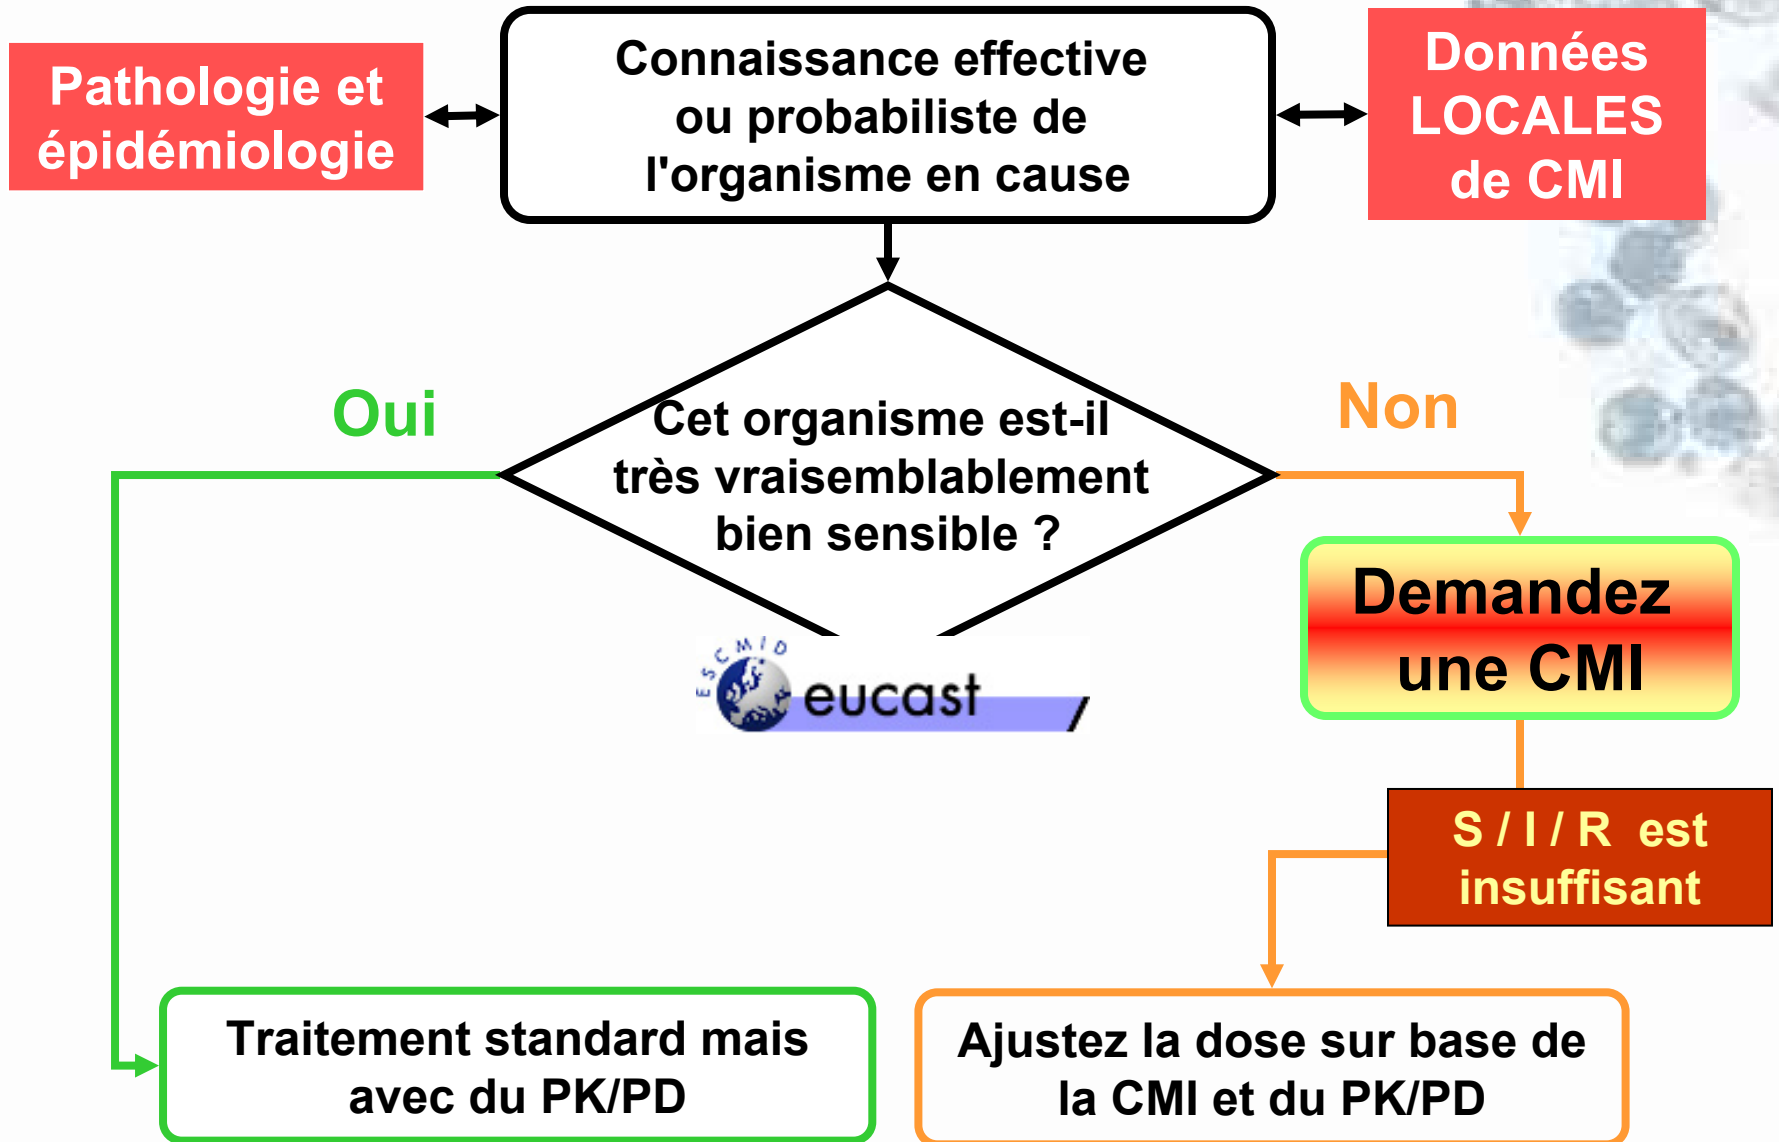 Pathologie et
épidémiologie
Connaissance effective
ou probabiliste de
l'organisme en cause
Données
LOCALES
de CMI
Oui
Cet organisme est-il
très vraisemblablement
bien sensible ?
Non
ESCMID
eucast
Demandez
une CMI
S / I / R est
insuffisant
Traitement standard mais
avec du PK/PD
Ajustez la dose sur base de
la CMI et du PK/PD